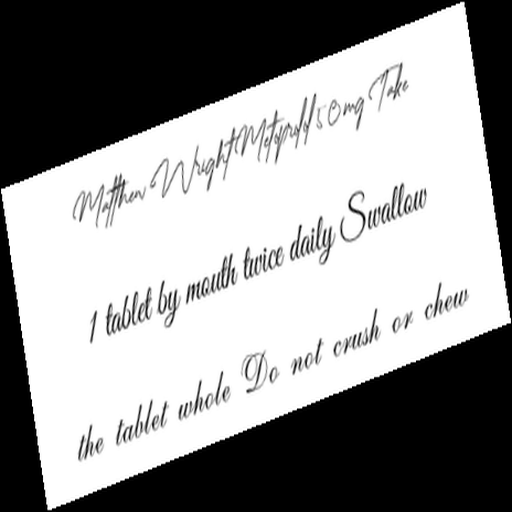 Matthew Wright Metoprolol 50mg Take
1 tablet by mouth twice daily Swallow
the tablet whole Do not crush or chew